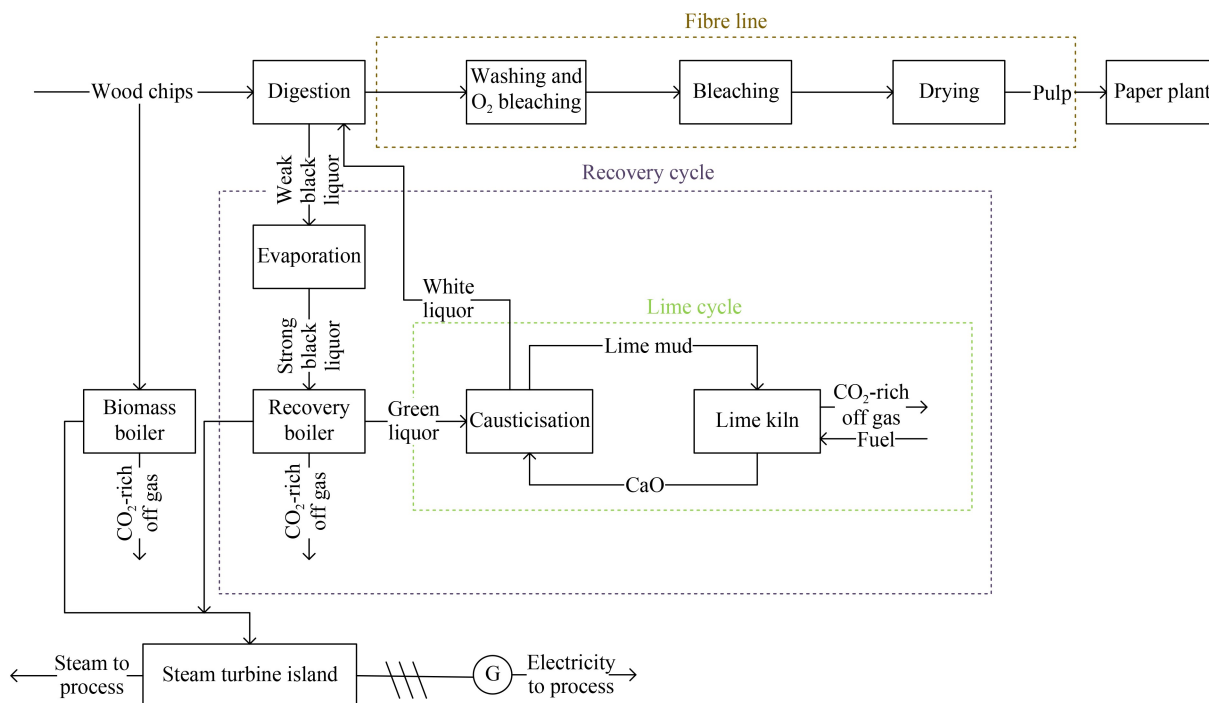 Fibre line
Wood chips
Digestion
Washing and
O₂ bleaching
Bleaching
Drying
Pulp
Paper plant
Recovery cycle
Weak
black
liquor
Evaporation
White
liquor
Lime cycle
Strong
black
liquor
Lime mud
Biomass
boiler
Recovery
boiler
Green
liquor
Causticisation
Lime kiln
CO₂-rich
off gas
Fuel
CaO
CO₂-rich
off gas
CO₂-rich
off gas
Steam to
process
Steam turbine island
G
Electricity
to process